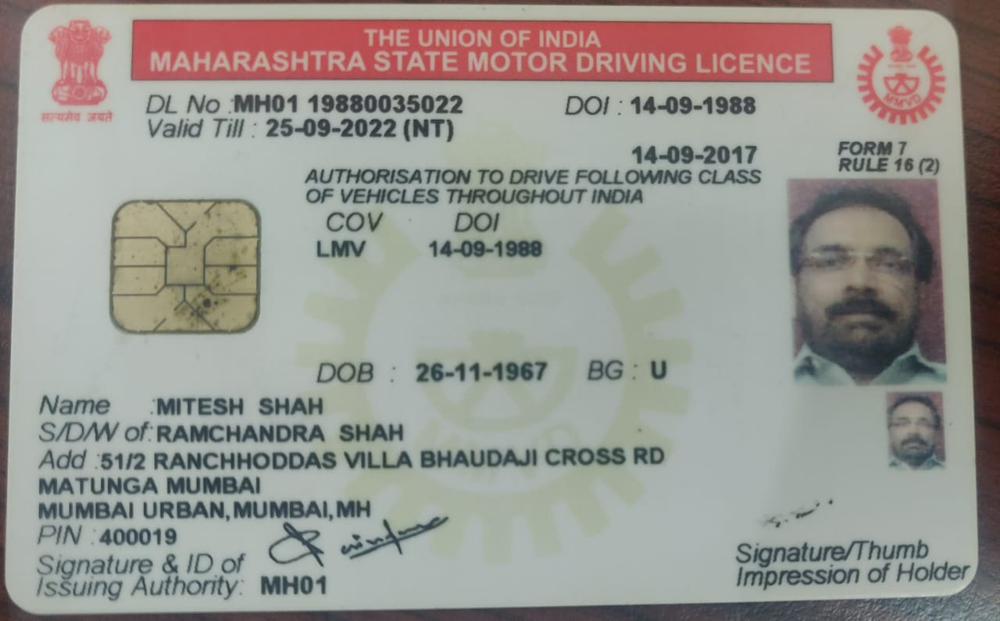 THE UNION OF INDIA
MAHARASHTRA STATE MOTOR DRIVING LICENCE
सत्यमेव जयते
MMVD
DL No : MH01 19880035022 DOI : 14-09-1988
Valid Till : 25-09-2022 (NT)
14-09-2017
FORM 7
RULE 16 (2)
AUTHORISATION TO DRIVE FOLLOWING CLASS
OF VEHICLES THROUGHOUT INDIA
COV DOI
LMV 14-09-1988
DOB : 26-11-1967 BG : U
Name : MITESH SHAH
S/D/W of : RAMCHANDRA SHAH
Add : 51/2 RANCHHODDAS VILLA BHAUDAJI CROSS RD
MATUNGA MUMBAI
MUMBAI URBAN,MUMBAI,MH
PIN : 400019
Signature & ID of
Issuing Authority: MH01
Signature/Thumb
Impression of Holder
MMVD